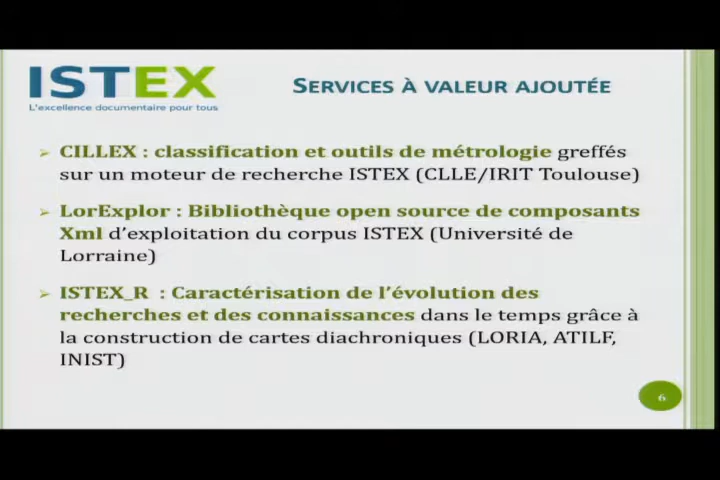 ISTEX
L'excellence documentaire pour tous
SERVICES À VALEUR AJOUTÉE
➢ CILLEX : classification et outils de métrologie greffés
sur un moteur de recherche ISTEX (CLLE/IRIT Toulouse)
➢ LorExplor : Bibliothèque open source de composants
Xml d'exploitation du corpus ISTEX (Université de
Lorraine)
➢ ISTEX_R : Caractérisation de l'évolution des
recherches et des connaissances dans le temps grâce à
la construction de cartes diachroniques (LORIA, ATILF,
INIST)
6